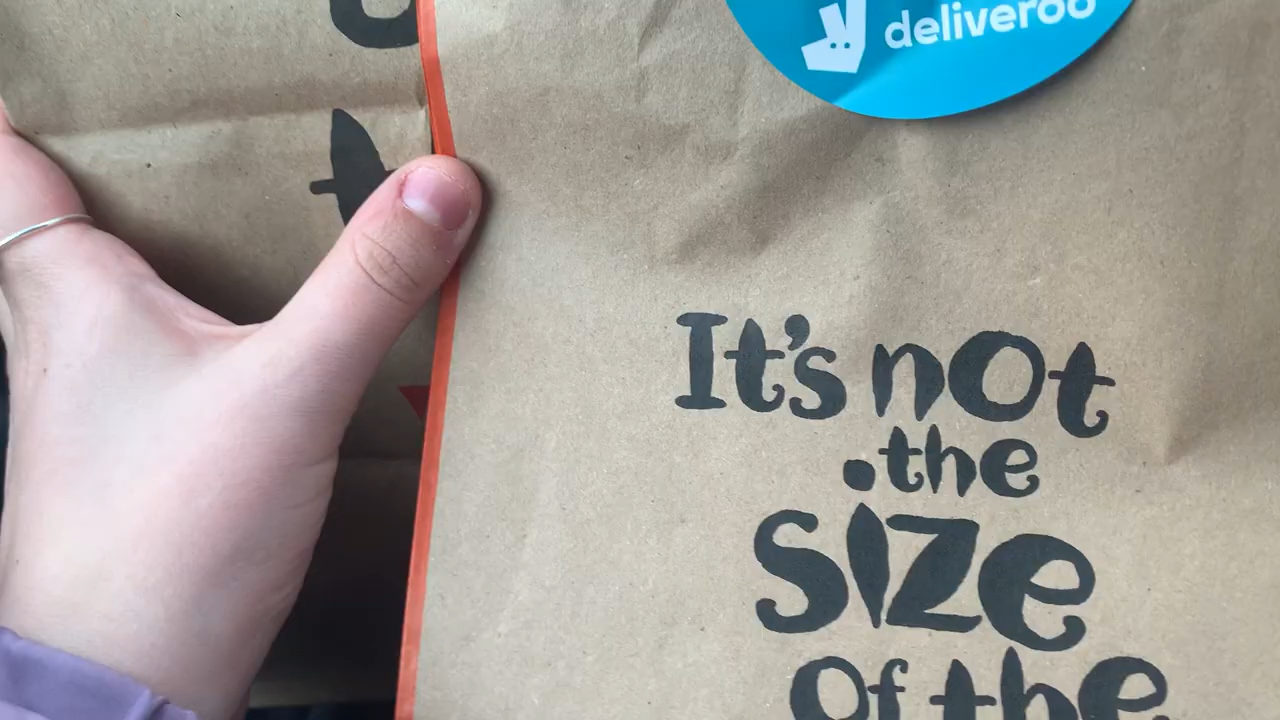 deliveroo
It's not
the
size
Of the
t